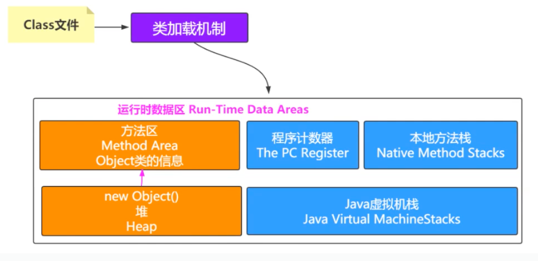 Class文件
类加载机制
运行时数据区 Run-Time Data Areas
方法区
Method Area
Object类的信息
程序计数器
The PC Register
本地方法栈
Native Method Stacks
new Object()
堆
Heap
Java虚拟机栈
Java Virtual MachineStacks